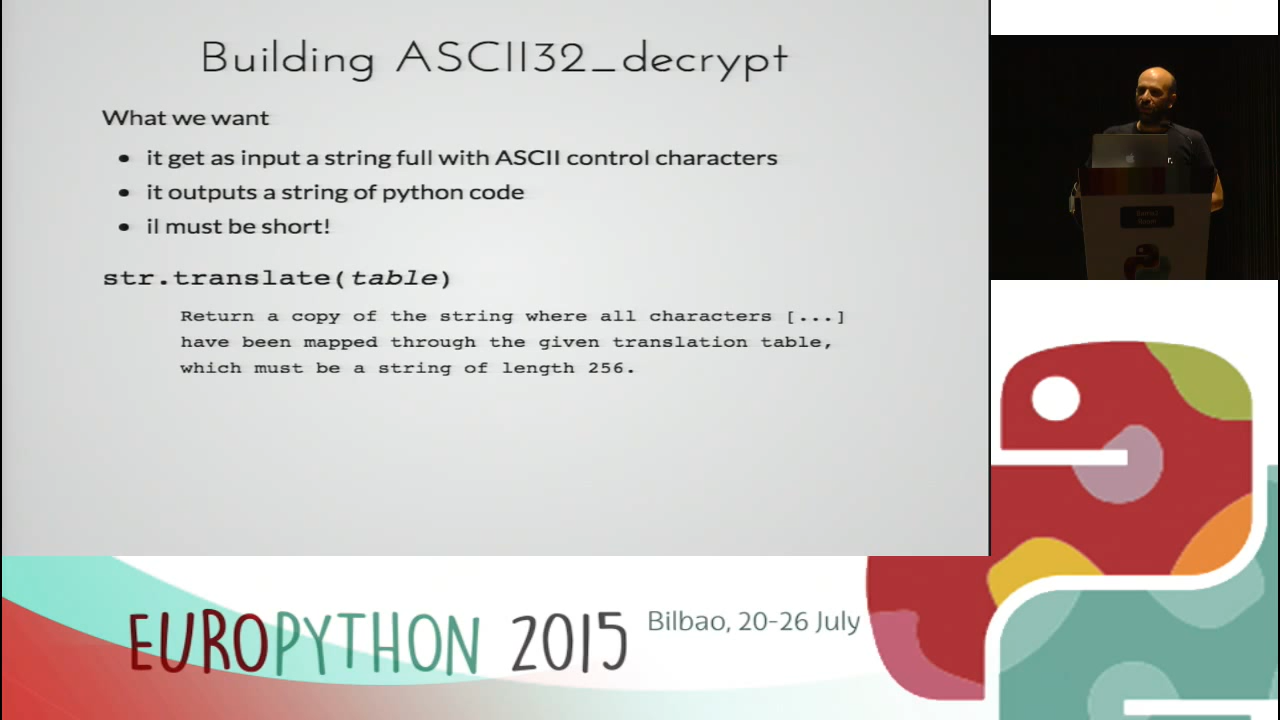 Building ASCII32_decrypt
What we want
• it get as input a string full with ASCII control characters
• it outputs a string of python code
• il must be short!
str.translate(table)
Return a copy of the string where all characters [...]
have been mapped through the given translation table,
which must be a string of length 256.
EUROPYTHON 2015
Bilbao, 20-26 July